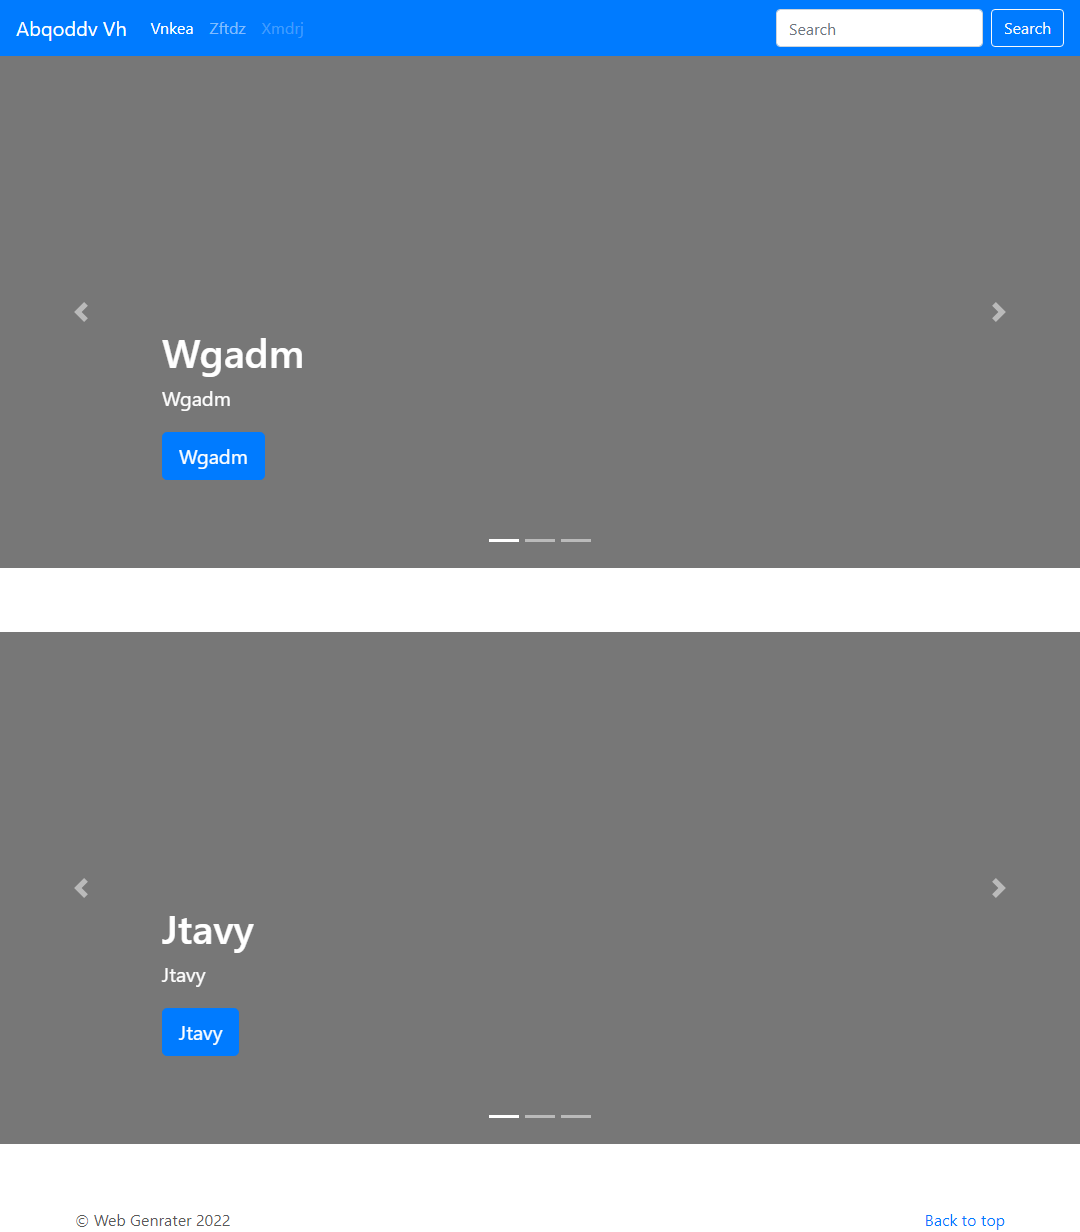 Abqoddv Vh Vnkea Zftdz Xmdrj Search Search
Wgadm
Wgadm
Wgadm
Jtavy
Jtavy
Jtavy
© Web Genrater 2022 Back to top